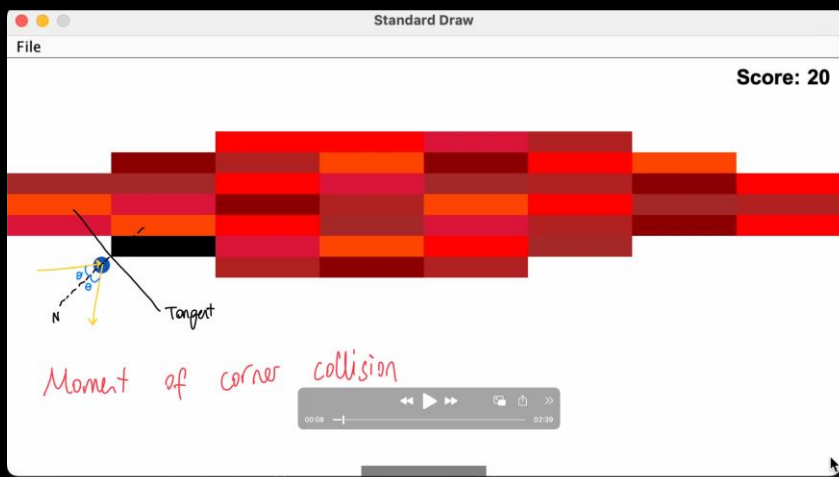 Standard Draw
File
Score: 20
θ
θ
N
Tangent
Moment of corner collision
00:08
02:39